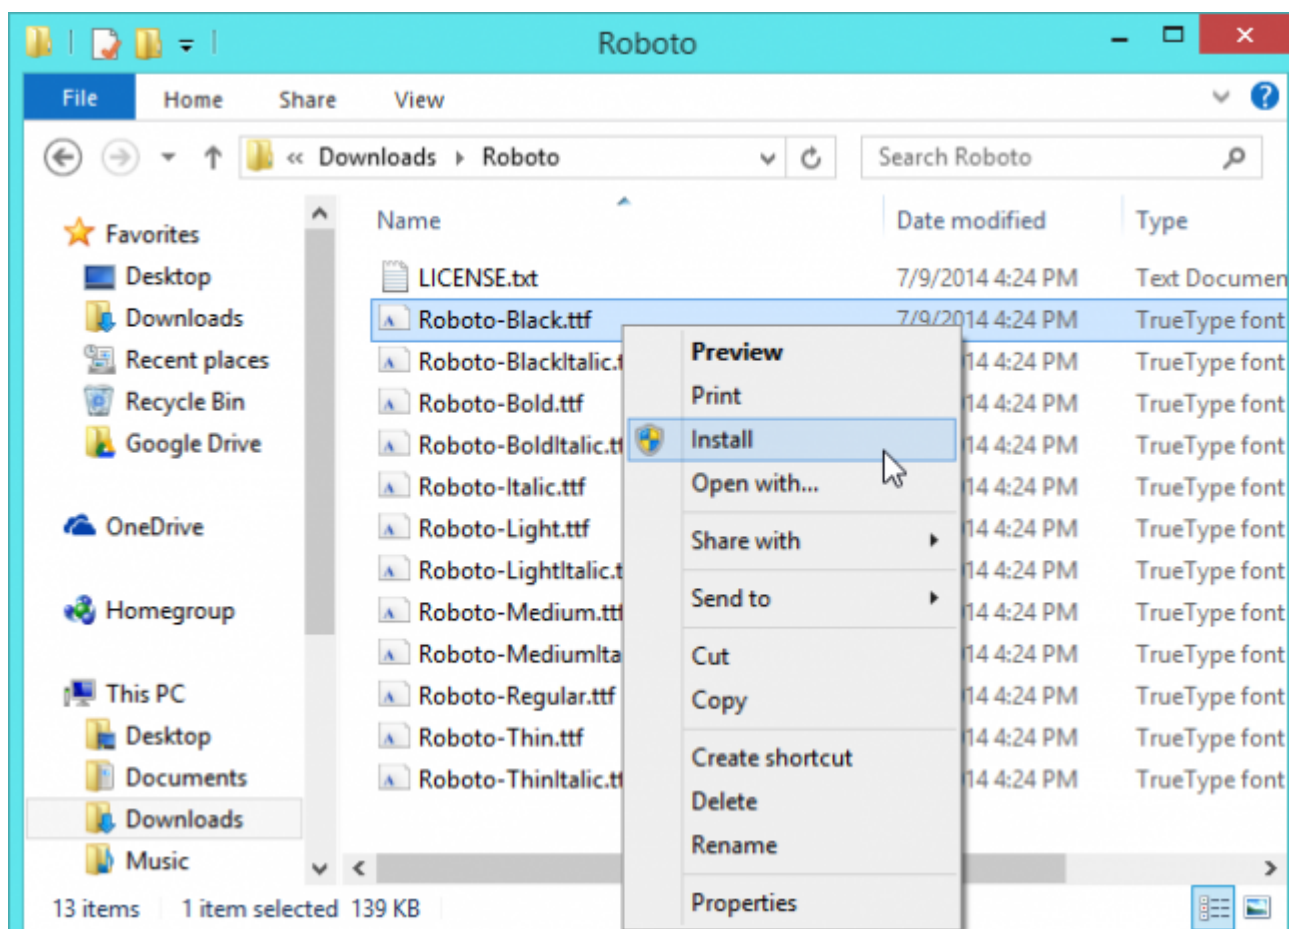 Roboto
File Home Share View
« Downloads Roboto Search Roboto
Name Date modified Type
Favorites
Desktop
Downloads
Recent places
Recycle Bin
Google Drive
OneDrive
Homegroup
This PC
Desktop
Documents
Downloads
Music
LICENSE.txt 7/9/2014 4:24 PM Text Documen
Roboto-Black.ttf 7/9/2014 4:24 PM TrueType font
Roboto-BlackItalic.t 14 4:24 PM TrueType font
Roboto-Bold.ttf 14 4:24 PM TrueType font
Roboto-BoldItalic.tt 14 4:24 PM TrueType font
Roboto-Italic.ttf 14 4:24 PM TrueType font
Roboto-Light.ttf 14 4:24 PM TrueType font
Roboto-LightItalic.t 14 4:24 PM TrueType font
Roboto-Medium.ttf 14 4:24 PM TrueType font
Roboto-MediumIta 14 4:24 PM TrueType font
Roboto-Regular.ttf 14 4:24 PM TrueType font
Roboto-Thin.ttf 14 4:24 PM TrueType font
Roboto-ThinItalic.tt 14 4:24 PM TrueType font
Preview
Print
Install
Open with...
Share with
Send to
Cut
Copy
Create shortcut
Delete
Rename
Properties
13 items 1 item selected 139 KB